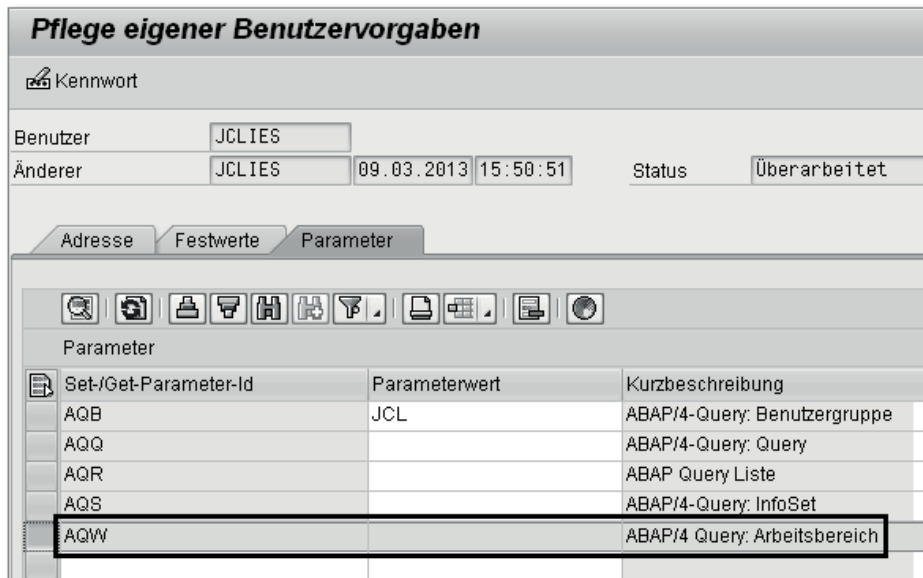 Pflege eigener Benutzervorgaben
Kennwort
Benutzer JCLIES
Änderer JCLIES 09.03.2013 15:50:51 Status Überarbeitet
Adresse Festwerte Parameter
Parameter
Set-/Get-Parameter-Id Parameterwert Kurzbeschreibung
AQB JCL ABAP/4-Query: Benutzergruppe
AQQ ABAP/4-Query: Query
AQR ABAP Query Liste
AQS ABAP/4-Query: InfoSet
AQW ABAP/4 Query: Arbeitsbereich